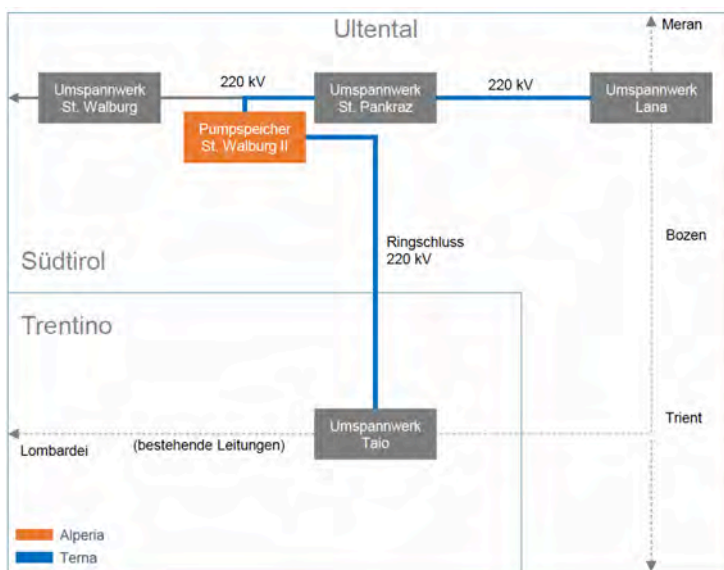 Ultental
Meran
Umspannwerk
St. Walburg
220 kV
Umspannwerk
St. Pankraz
220 kV
Umspannwerk
Lana
Pumpspeicher
St. Walburg II
Ringschluss
220 kV
Bozen
Südtirol
Trentino
Umspannwerk
Taio
Trient
Lombardei
(bestehende Leitungen)
Alperia
Terna